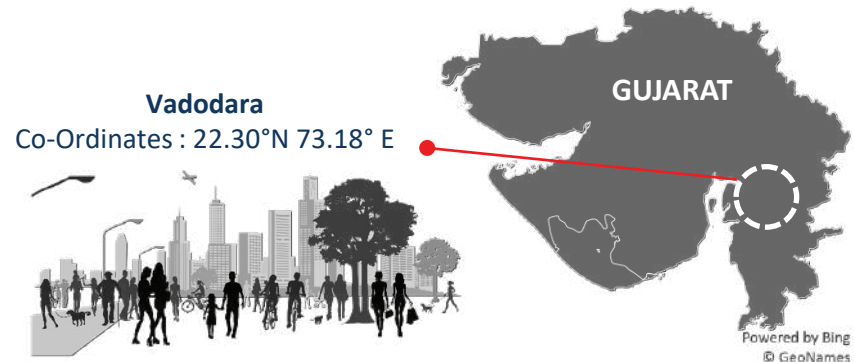 Vadodara
Co-Ordinates : 22.30°N 73.18° E
GUJARAT
Powered by Bing
© GeoNames